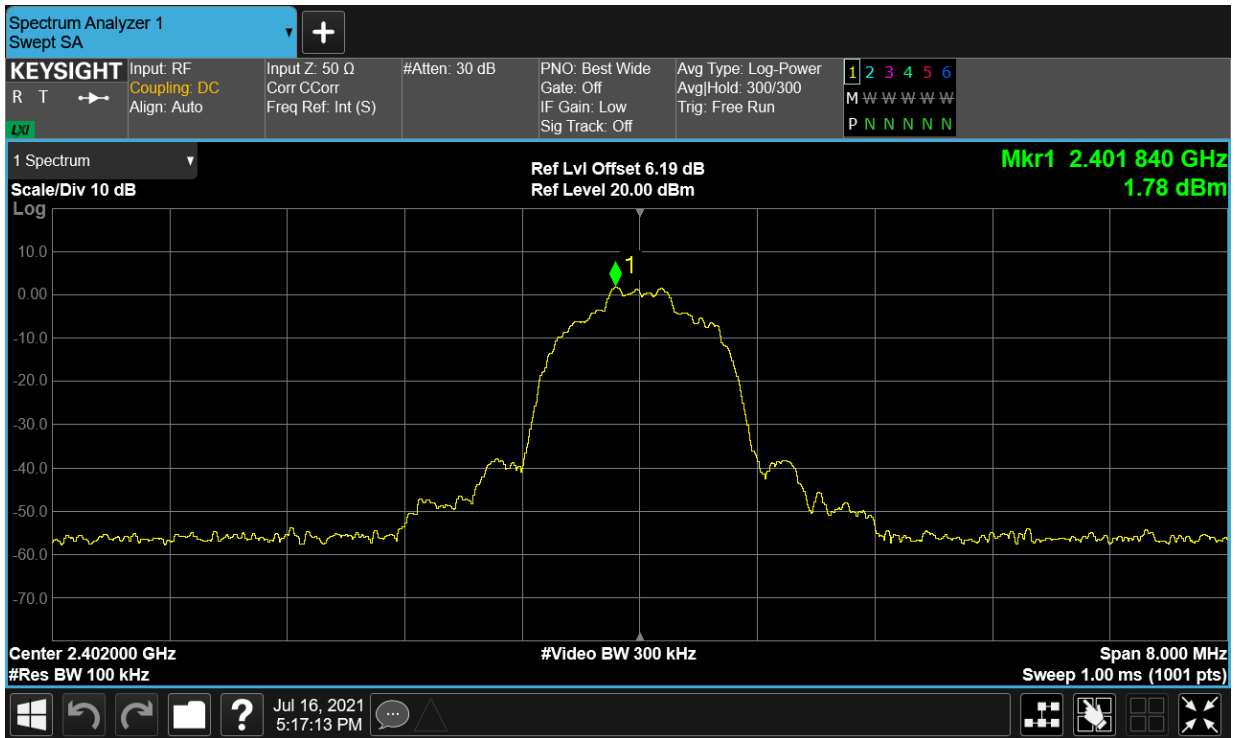 Spectrum Analyzer 1
Swept SA
KEYSIGHT
R T
LXI
Input: RF
Coupling: DC
Align: Auto
Input Z: 50 Ω
Corr CCorr
Freq Ref: Int (S)
#Atten: 30 dB
PNO: Best Wide
Gate: Off
IF Gain: Low
Sig Track: Off
Avg Type: Log-Power
Avg|Hold: 300/300
Trig: Free Run
1 2 3 4 5 6
M W W W W W
P N N N N N
1 Spectrum
Scale/Div 10 dB
Ref Lvl Offset 6.19 dB
Ref Level 20.00 dBm
Mkr1 2.401 840 GHz
1.78 dBm
Log
10.0
1
0.00
-10.0
-20.0
-30.0
-40.0
-50.0
-60.0
-70.0
Center 2.402000 GHz
#Video BW 300 kHz
Span 8.000 MHz
#Res BW 100 kHz
Sweep 1.00 ms (1001 pts)
?
Jul 16, 2021
5:17:13 PM